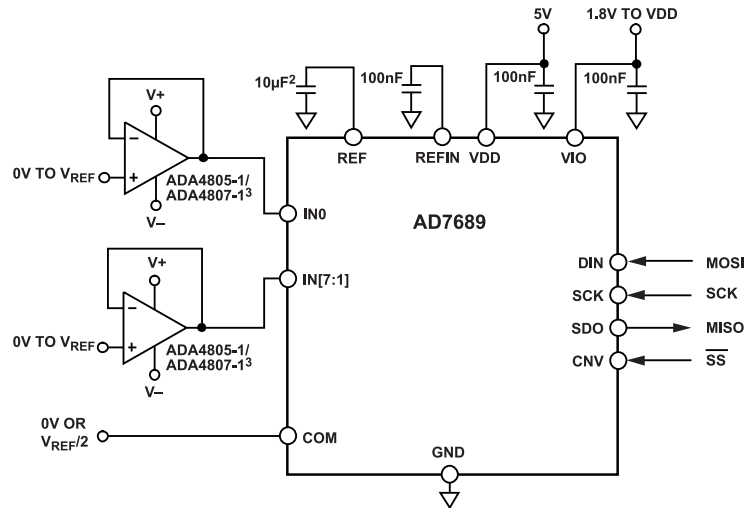 5V
1.8V TO VDD
10µF2
100nF
100nF
100nF
REF
REFIN
VDD
VIO
V+
−
+
0V TO VREF
ADA4805-1/
ADA4807-13
V−
IN0
AD7689
V+
IN[7:1]
−
+
0V TO VREF
ADA4805-1/
ADA4807-13
V−
DIN
MOSI
SCK
SCK
SDO
MISO
CNV
SS
0V OR
VREF/2
COM
GND